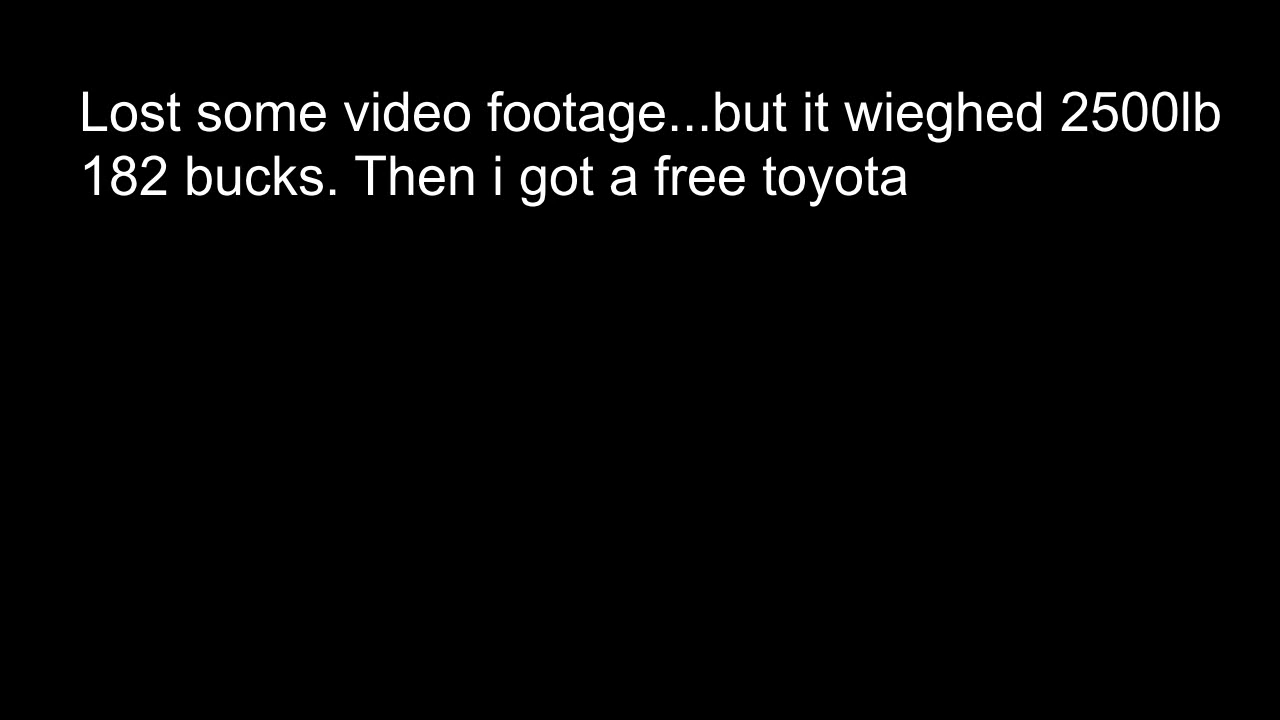 Lost some video footage...but it wieghed 2500lb
182 bucks. Then i got a free toyota